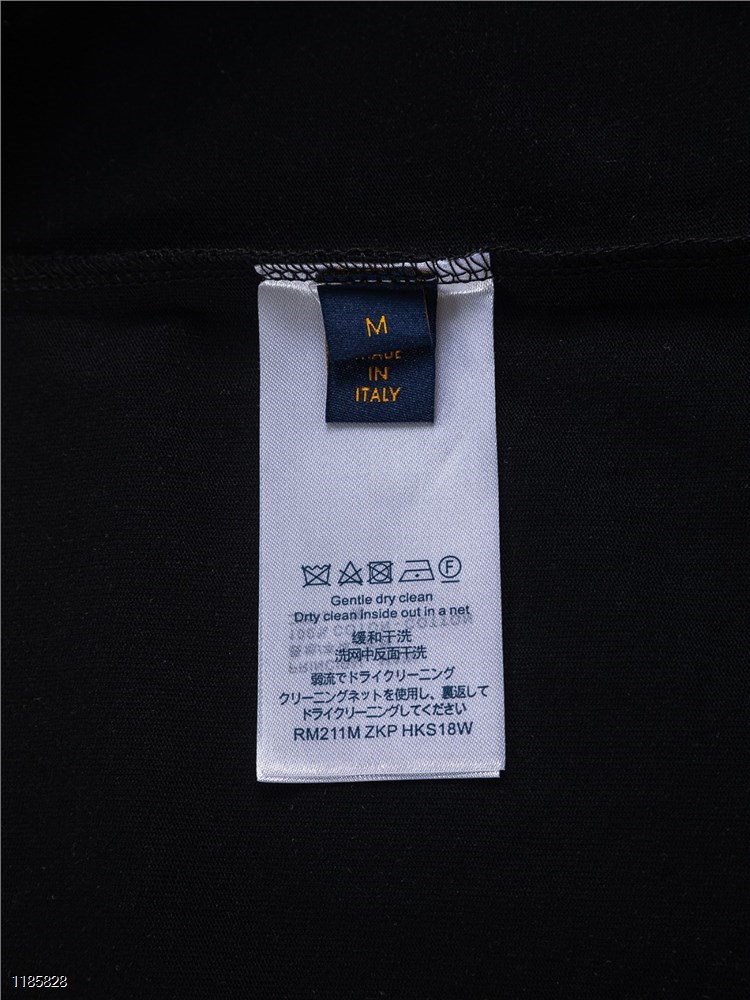 M
MADE
IN
ITALY
F
Gentle dry clean
Drty clean inside out in a net
缓和干洗
洗网中反面干洗
弱流でドライクリーニング
クリーニングネットを使用し、裏返して
ドライクリーニングしてください
RM211M ZKP HKS18W
1185828